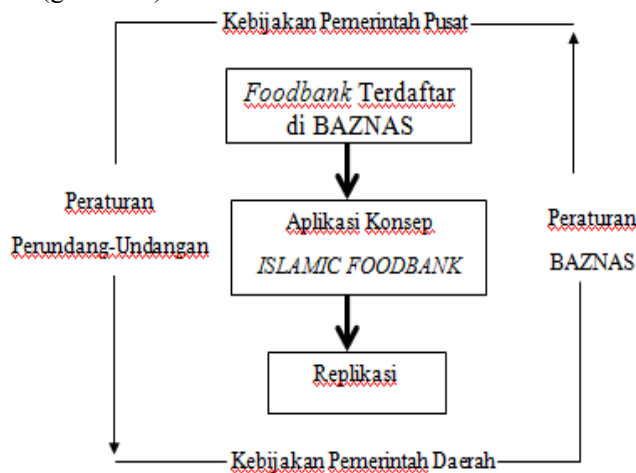 Kebijakan Pemerintah Pusat
Foodbank Terdaftar
di BAZNAS
Peraturan
Perundang-Undangan
Aplikasi Konsep
ISLAMIC FOODBANK
Peraturan
BAZNAS
Replikasi
Kebijakan Pemerintah Daerah